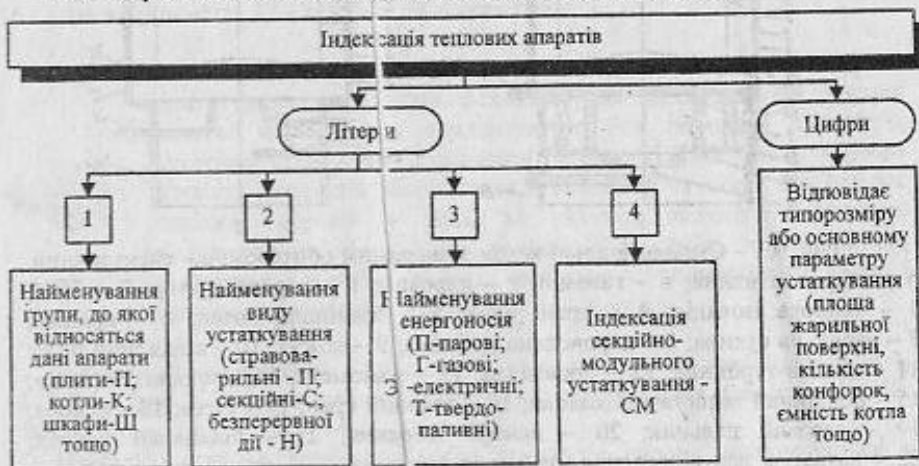 Індексація теплових апаратів
Літери
Цифри
1
2
3
4
Найменування
групи, до якої
відносяться
дані апарати
(плити-П;
котли-К;
шкафи-Ш
тощо)
Найменування
виду
устаткування
(стравова-
рильні - П;
секційні-С;
безперервної
дії - Н)
Найменування
енергоносія
(П-парові;
Г-газові;
-електричні;
Т-твердо-
паливні)
Індексація
секційно-
модульного
устаткування -
СМ
Відповідає
типорозміру
або основному
параметру
устаткування
(площа
жарильної
поверхні,
кількість
конфорок,
ємність котла
тощо)